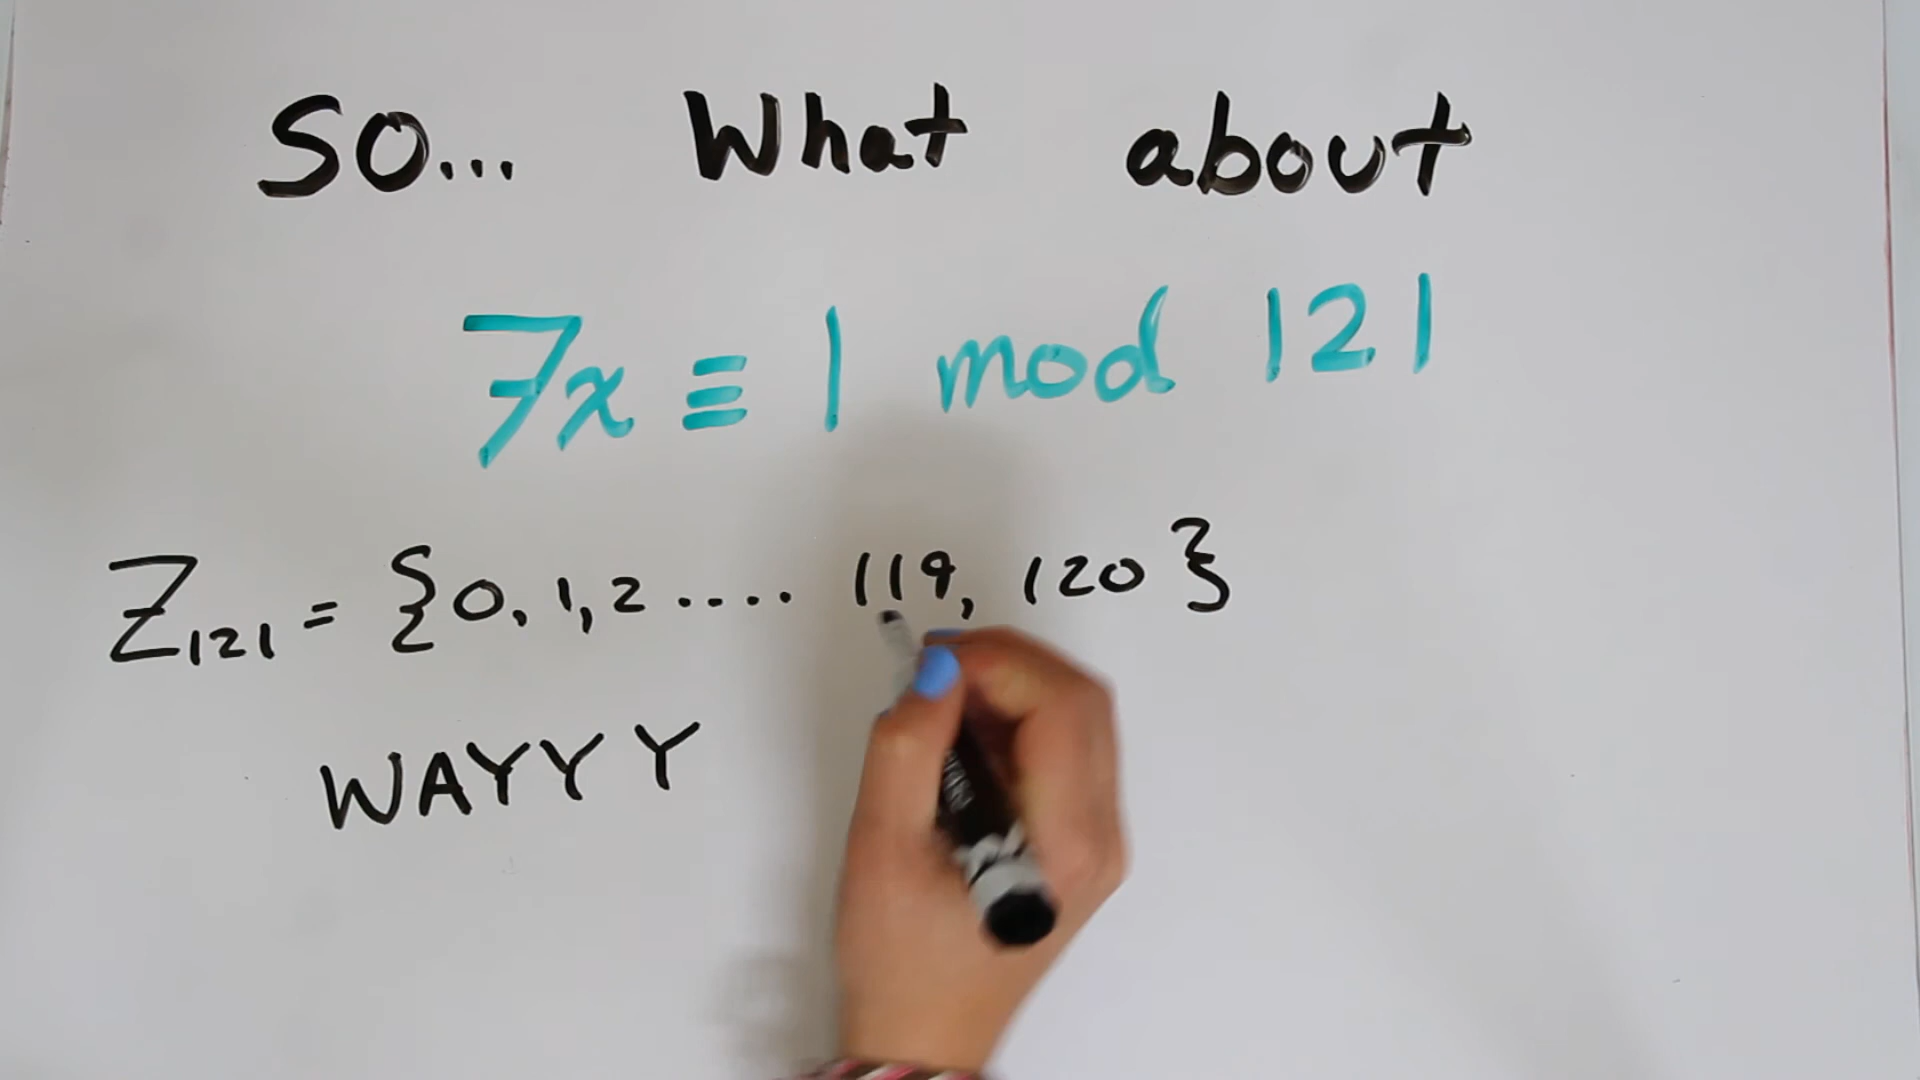 SO... What about
7x ≡ 1 mod 121
Z₁₂₁ = {0, 1, 2 .... 119, 120}
WAYYY